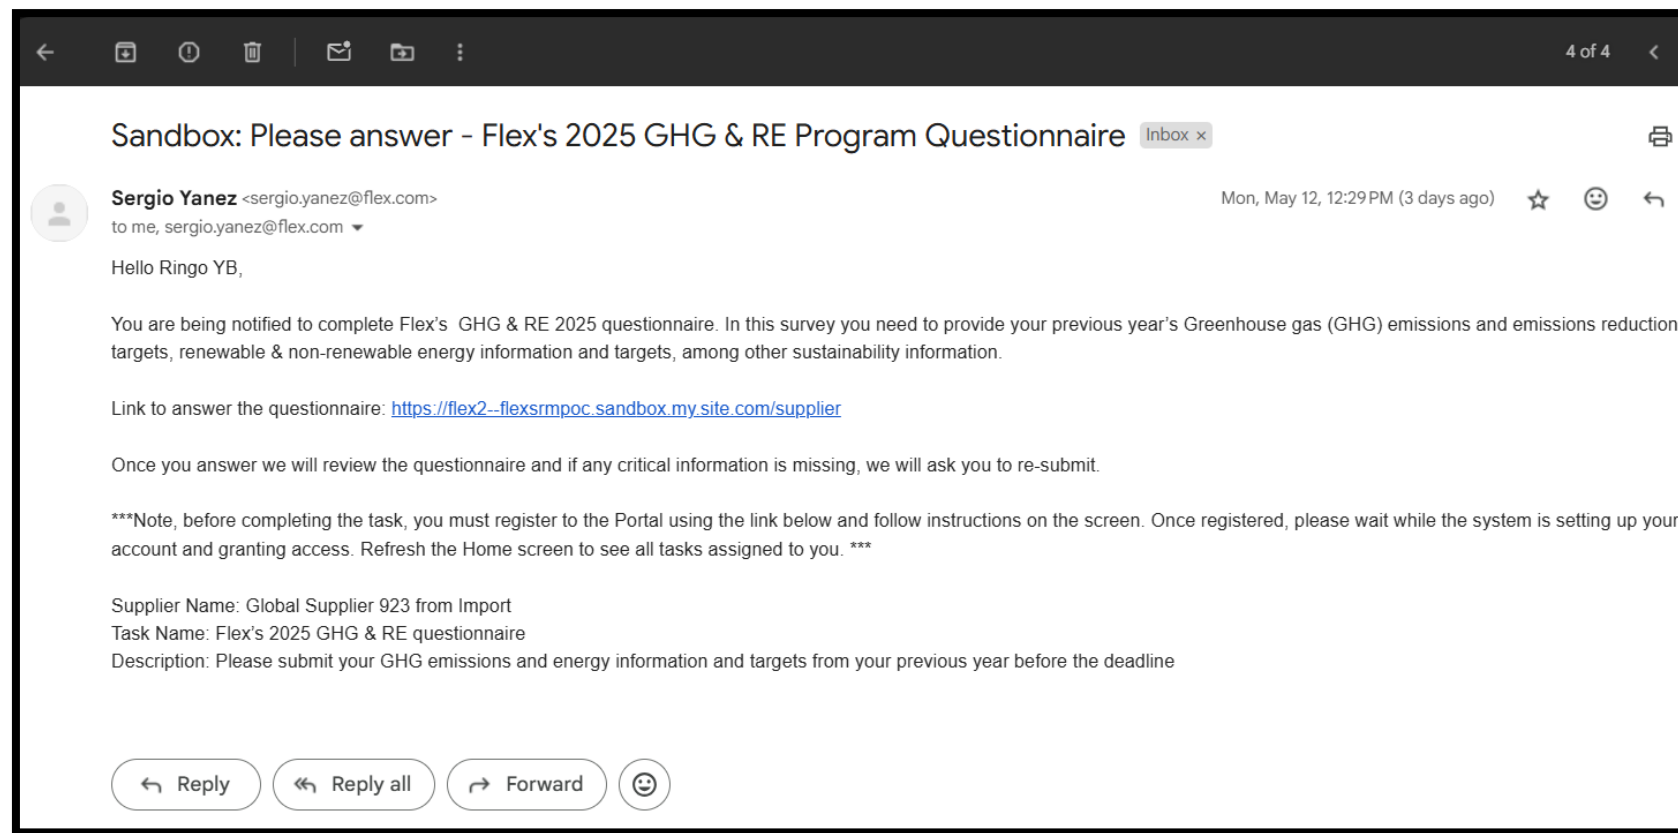 4 of 4
Sandbox: Please answer - Flex's 2025 GHG & RE Program Questionnaire Inbox ×
Sergio Yanez <sergio.yanez@flex.com> Mon, May 12, 12:29 PM (3 days ago)
to me, sergio.yanez@flex.com
Hello Ringo YB,
You are being notified to complete Flex’s  GHG & RE 2025 questionnaire. In this survey you need to provide your previous year’s Greenhouse gas (GHG) emissions and emissions reduction
targets, renewable & non-renewable energy information and targets, among other sustainability information.
Link to answer the questionnaire: https://flex2--flexsrmpoc.sandbox.my.site.com/supplier
Once you answer we will review the questionnaire and if any critical information is missing, we will ask you to re-submit.
***Note, before completing the task, you must register to the Portal using the link below and follow instructions on the screen. Once registered, please wait while the system is setting up your
account and granting access. Refresh the Home screen to see all tasks assigned to you. ***
Supplier Name: Global Supplier 923 from Import
Task Name: Flex’s 2025 GHG & RE questionnaire
Description: Please submit your GHG emissions and energy information and targets from your previous year before the deadline
Reply Reply all Forward